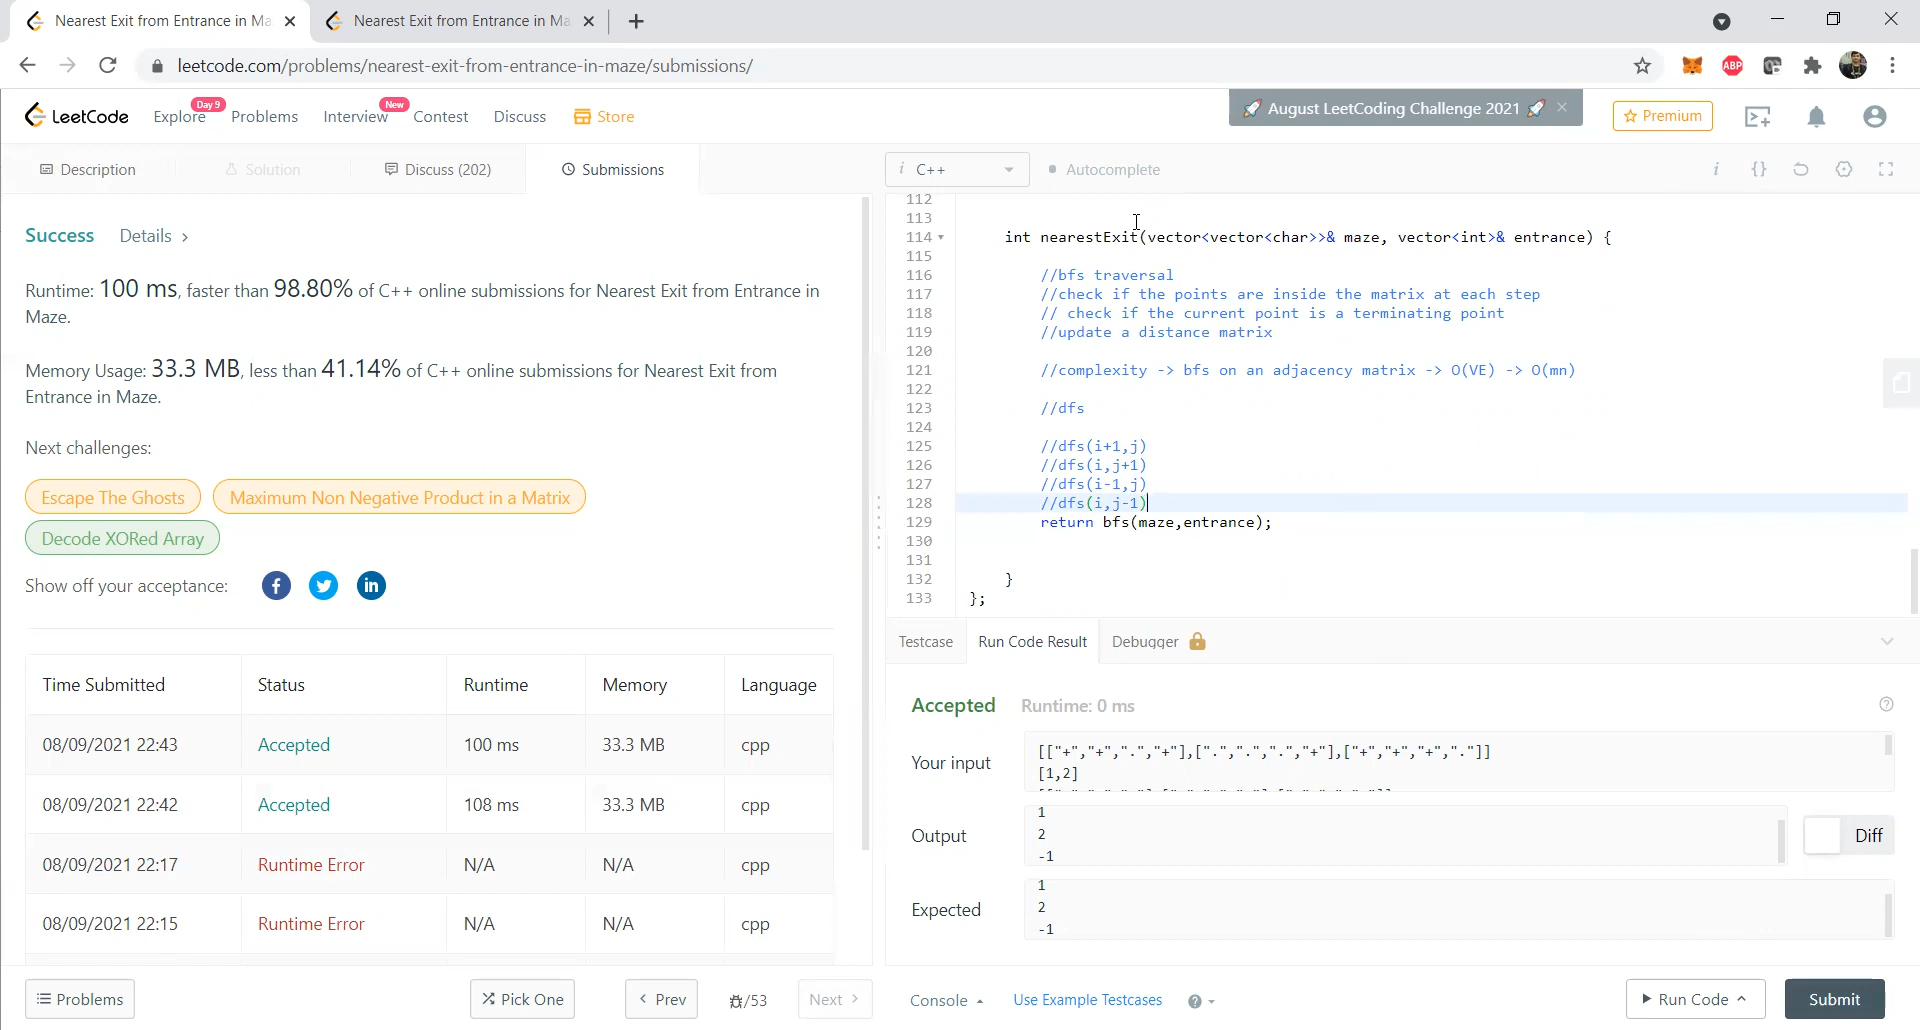 Nearest Exit from Entrance in Ma
Nearest Exit from Entrance in Ma
leetcode.com/problems/nearest-exit-from-entrance-in-maze/submissions/
ABP
LeetCode
Explore
Day 9
Problems
Interview
New
Contest
Discuss
Store
🚀 August LeetCoding Challenge 2021 🚀 ×
Premium
Description
Solution
Discuss (202)
Submissions
i C++
Autocomplete
i
{}
Success Details >
Runtime: 100 ms, faster than 98.80% of C++ online submissions for Nearest Exit from Entrance in
Maze.
Memory Usage: 33.3 MB, less than 41.14% of C++ online submissions for Nearest Exit from
Entrance in Maze.
Next challenges:
Escape The Ghosts
Maximum Non Negative Product in a Matrix
Decode XORed Array
Show off your acceptance:
Time Submitted Status Runtime Memory Language
08/09/2021 22:43 Accepted 100 ms 33.3 MB cpp
08/09/2021 22:42 Accepted 108 ms 33.3 MB cpp
08/09/2021 22:17 Runtime Error N/A N/A cpp
08/09/2021 22:15 Runtime Error N/A N/A cpp
112
113
114 int nearestExit(vector<vector<char>>& maze, vector<int>& entrance) {
115
116 //bfs traversal
117 //check if the points are inside the matrix at each step
118 // check if the current point is a terminating point
119 //update a distance matrix
120
121 //complexity -> bfs on an adjacency matrix -> O(VE) -> O(mn)
122
123 //dfs
124
125 //dfs(i+1,j)
126 //dfs(i,j+1)
127 //dfs(i-1,j)
128 //dfs(i,j-1)
129 return bfs(maze,entrance);
130
131
132 }
133 };
Testcase
Run Code Result
Debugger
Accepted Runtime: 0 ms
Your input
[["+","+",".","+"],[".",".",".","+"],["+","+","+","."]]
[1,2]
Output
1
2
-1
Diff
Expected
1
2
-1
Problems
Pick One
< Prev
/53
Next >
Console
Use Example Testcases
Run Code
Submit